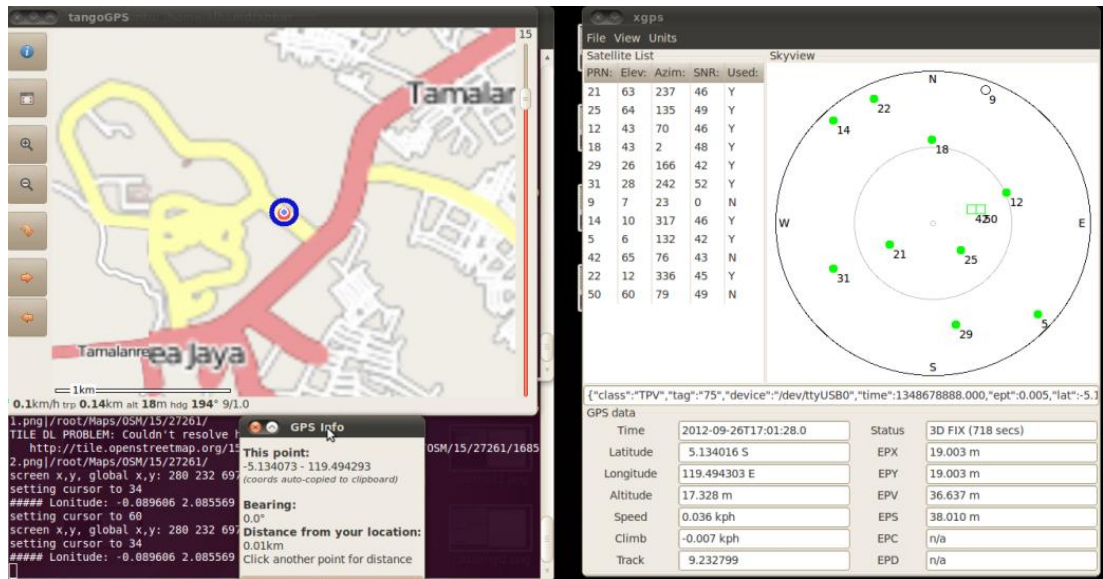 tangoGPS
15
Tamalar
Tamalanrea Jaya
1km
0.1km/h trp 0.14km alt 18m hdg 194° 9/1.0
1.png|/root/Maps/OSM/15/27261/
TILE DL PROBLEM: Couldn't resolve h
http://tile.openstreetmap.org/15
OSM/15/27261/1685
2.png|/root/Maps/OSM/15/27261/
screen x,y, global x,y: 280 232 697
setting cursor to 34
##### Lonitude: -0.089606 2.085569
setting cursor to 60
screen x,y, global x,y: 280 232 697
setting cursor to 34
##### Lonitude: -0.089606 2.085569
GPS Info
This point:
-5.134073 - 119.494293
(coords auto-copied to clipboard)
Bearing:
0.0°
Distance from your location:
0.01km
Click another point for distance
xgps
File View Units
Satellite List
PRN: Elev: Azim: SNR: Used:
21 63 237 46 Y
25 64 135 49 Y
12 43 70 46 Y
18 43 2 48 Y
29 26 166 42 Y
31 28 242 52 Y
9 7 23 0 N
14 10 317 46 Y
5 6 132 42 Y
42 65 76 43 N
22 12 336 45 Y
50 60 79 49 N
Skyview
N
9
22
14
18
12
42 50
W
E
21
25
31
5
29
S
{"class":"TPV","tag":"75","device":"/dev/ttyUSB0","time":1348678888.000,"ept":0.005,"lat":-5.1
GPS data
Time 2012-09-26T17:01:28.0 Status 3D FIX (718 secs)
Latitude 5.134016 S EPX 19.003 m
Longitude 119.494303 E EPY 19.003 m
Altitude 17.328 m EPV 36.637 m
Speed 0.036 kph EPS 38.010 m
Climb -0.007 kph EPC n/a
Track 9.232799 EPD n/a